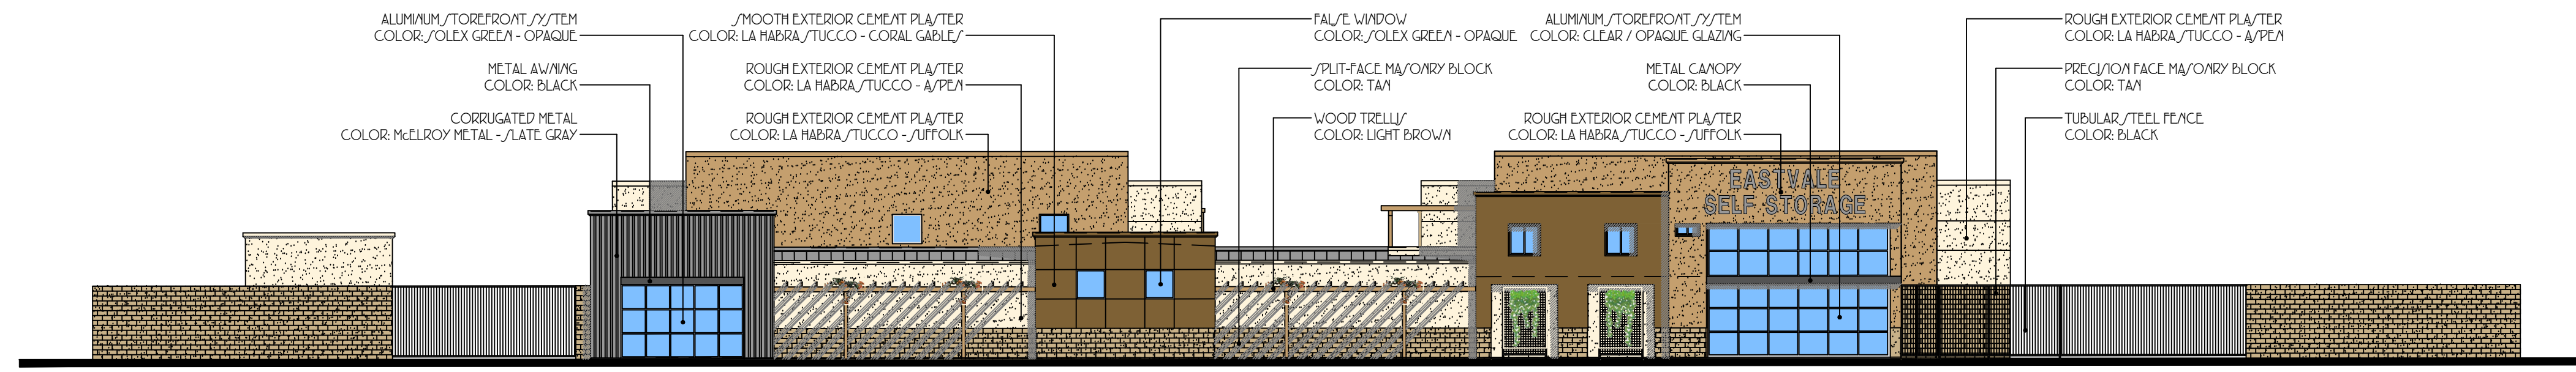 ALUMINUM STOREFRONT SYSTEM
COLOR: SOLEX GREEN - OPAQUE
METAL AWNING
COLOR: BLACK
CORRUGATED METAL
COLOR: McELROY METAL - SLATE GRAY
SMOOTH EXTERIOR CEMENT PLASTER
COLOR: LA HABRA STUCCO - CORAL GABLES
ROUGH EXTERIOR CEMENT PLASTER
COLOR: LA HABRA STUCCO - ASPEN
ROUGH EXTERIOR CEMENT PLASTER
COLOR: LA HABRA STUCCO - SUFFOLK
FALSE WINDOW
COLOR: SOLEX GREEN - OPAQUE
SPLIT-FACE MASONRY BLOCK
COLOR: TAN
WOOD TRELLIS
COLOR: LIGHT BROWN
ALUMINUM STOREFRONT SYSTEM
COLOR: CLEAR / OPAQUE GLAZING
METAL CANOPY
COLOR: BLACK
ROUGH EXTERIOR CEMENT PLASTER
COLOR: LA HABRA STUCCO - SUFFOLK
ROUGH EXTERIOR CEMENT PLASTER
COLOR: LA HABRA STUCCO - ASPEN
PRECISION FACE MASONRY BLOCK
COLOR: TAN
TUBULAR STEEL FENCE
COLOR: BLACK
EASTVALE
SELF STORAGE